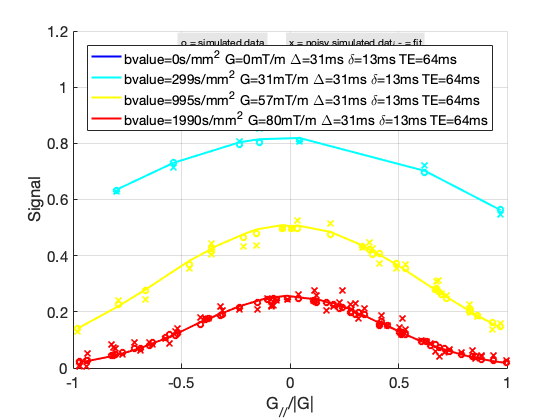 1.2
o = simulated data x = noisy simulated data - = fit
bvalue=0s/mm² G=0mT/m Δ=31ms δ=13ms TE=64ms
bvalue=299s/mm² G=31mT/m Δ=31ms δ=13ms TE=64ms
bvalue=995s/mm² G=57mT/m Δ=31ms δ=13ms TE=64ms
bvalue=1990s/mm² G=80mT/m Δ=31ms δ=13ms TE=64ms
1
0.8
0.6
Signal
0.4
0.2
0
-1 -0.5 0 0.5 1
G_//_/|G|